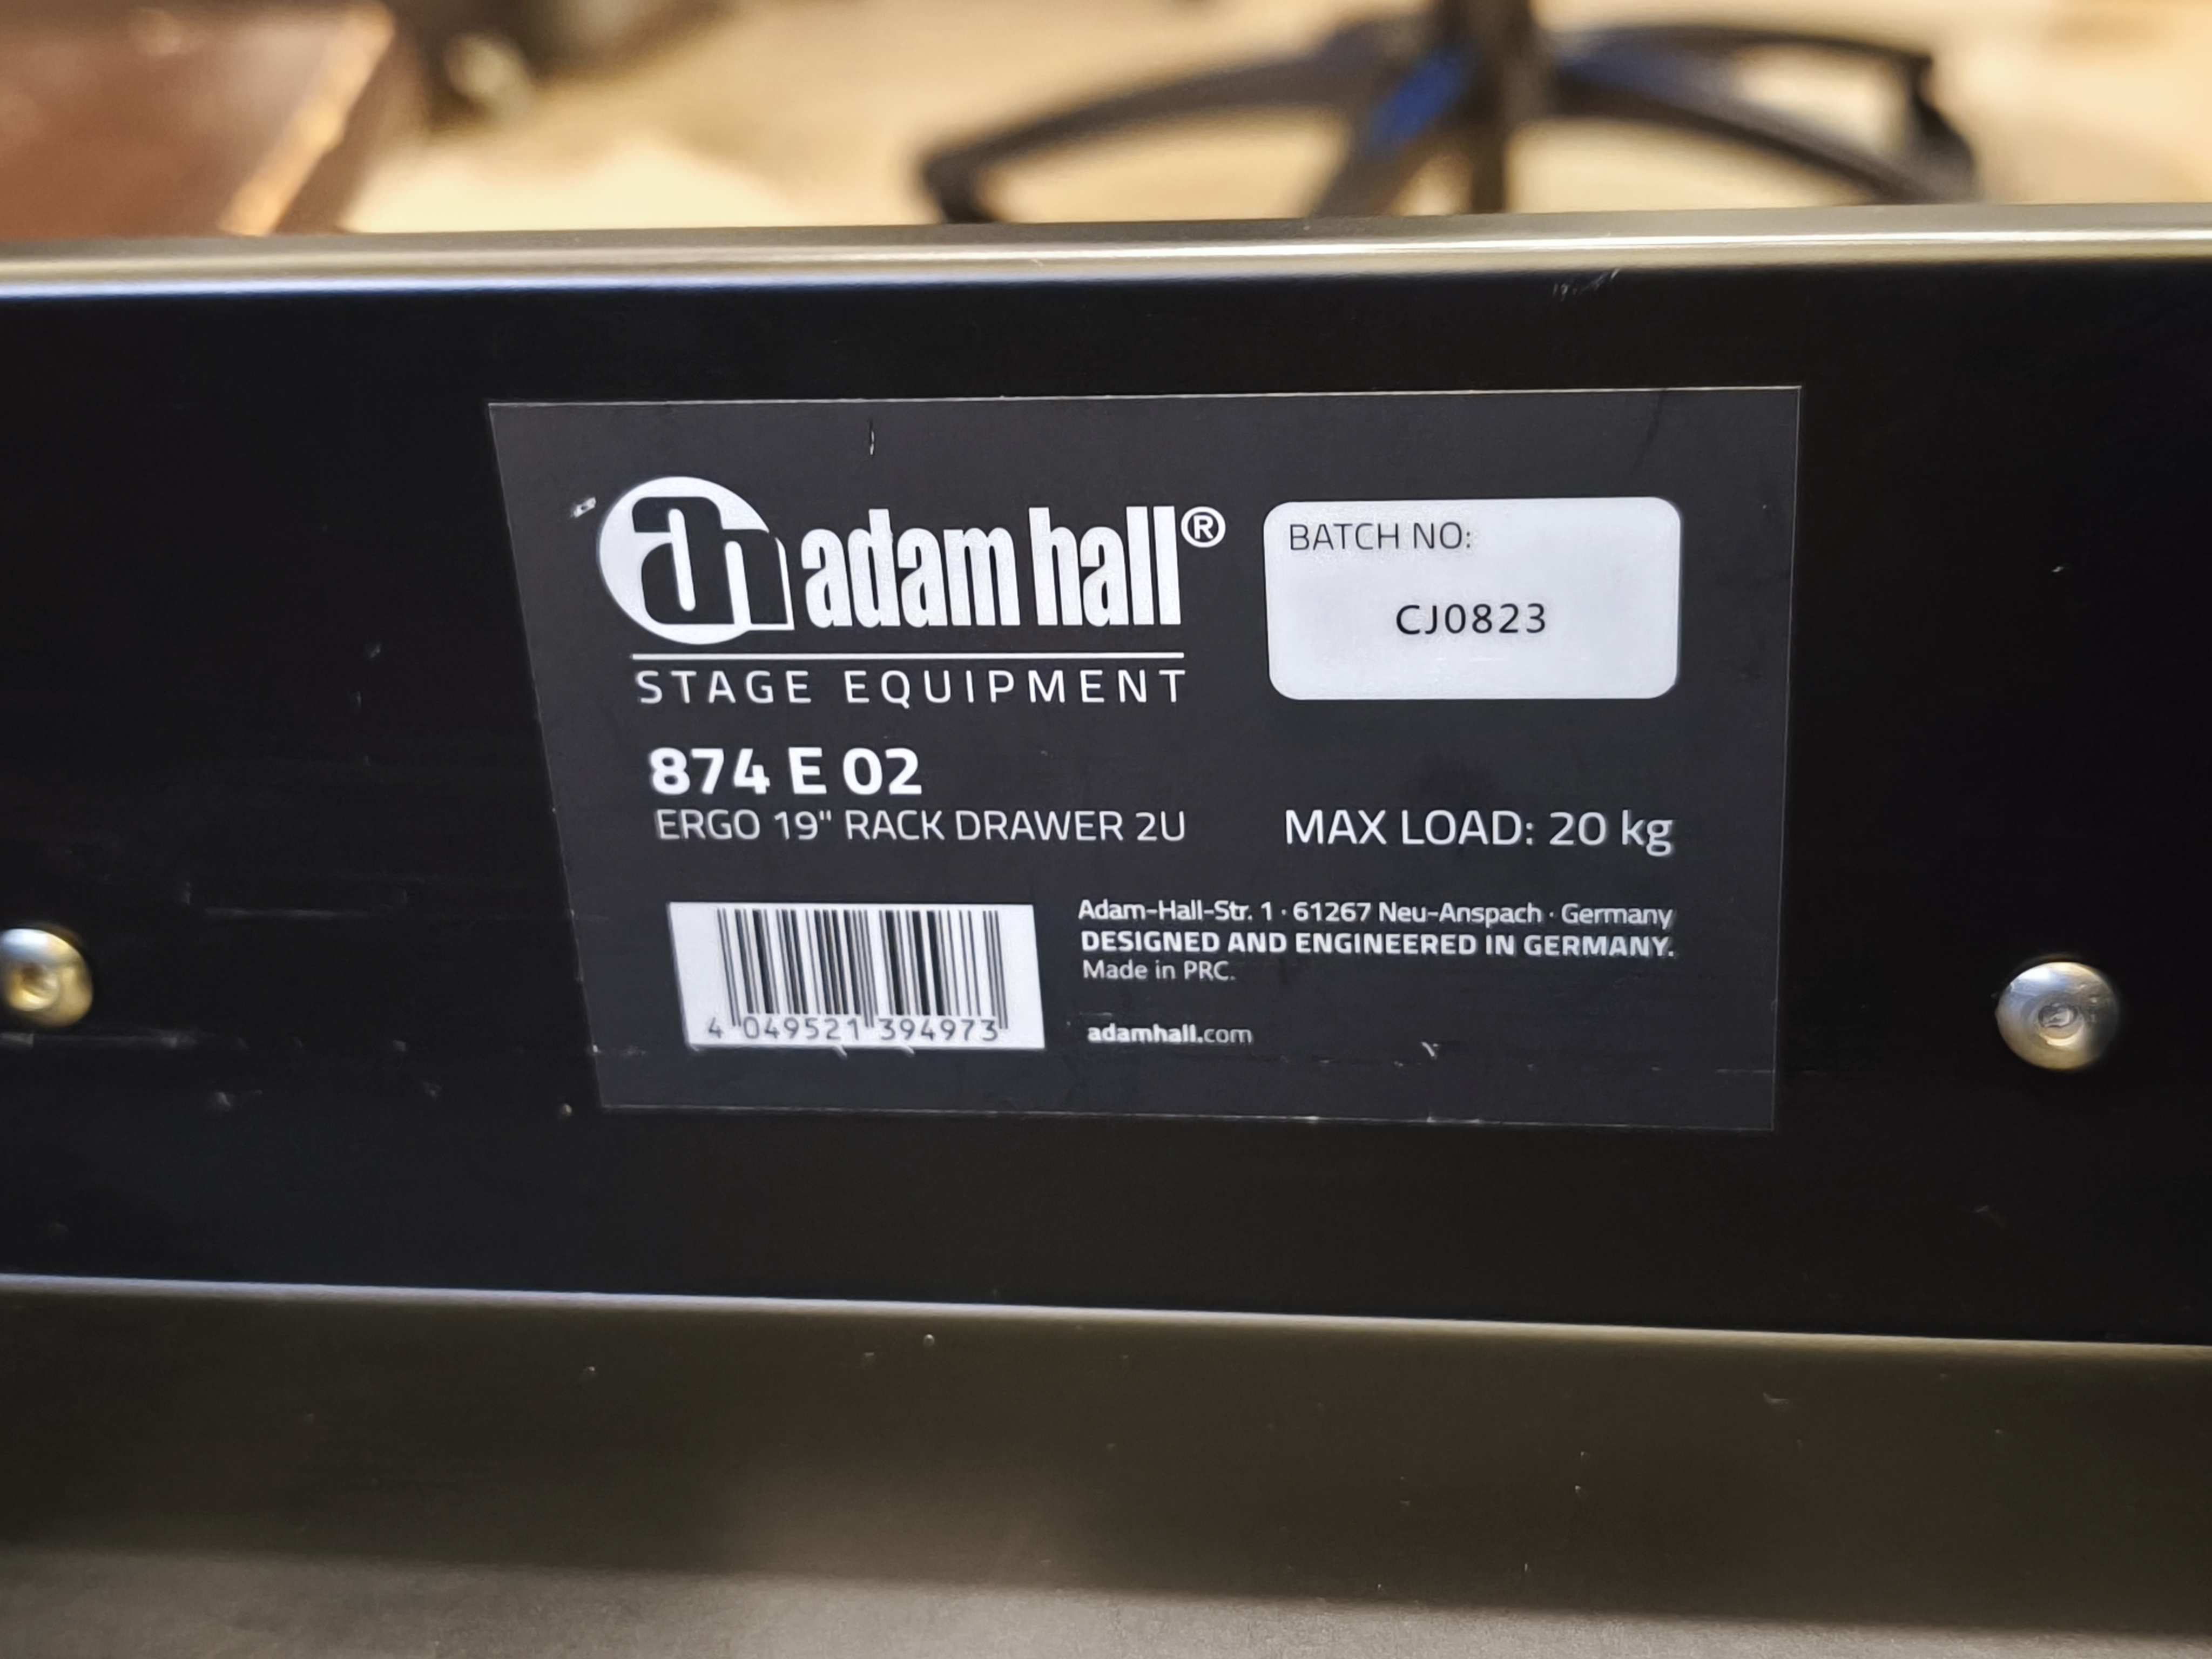 ah adam hall®
STAGE EQUIPMENT
BATCH NO:
CJ0823
874 E 02
ERGO 19" RACK DRAWER 2U
MAX LOAD: 20 kg
4 049521 394973
Adam-Hall-Str. 1 · 61267 Neu-Anspach · Germany
DESIGNED AND ENGINEERED IN GERMANY.
Made in PRC.
adamhall.com